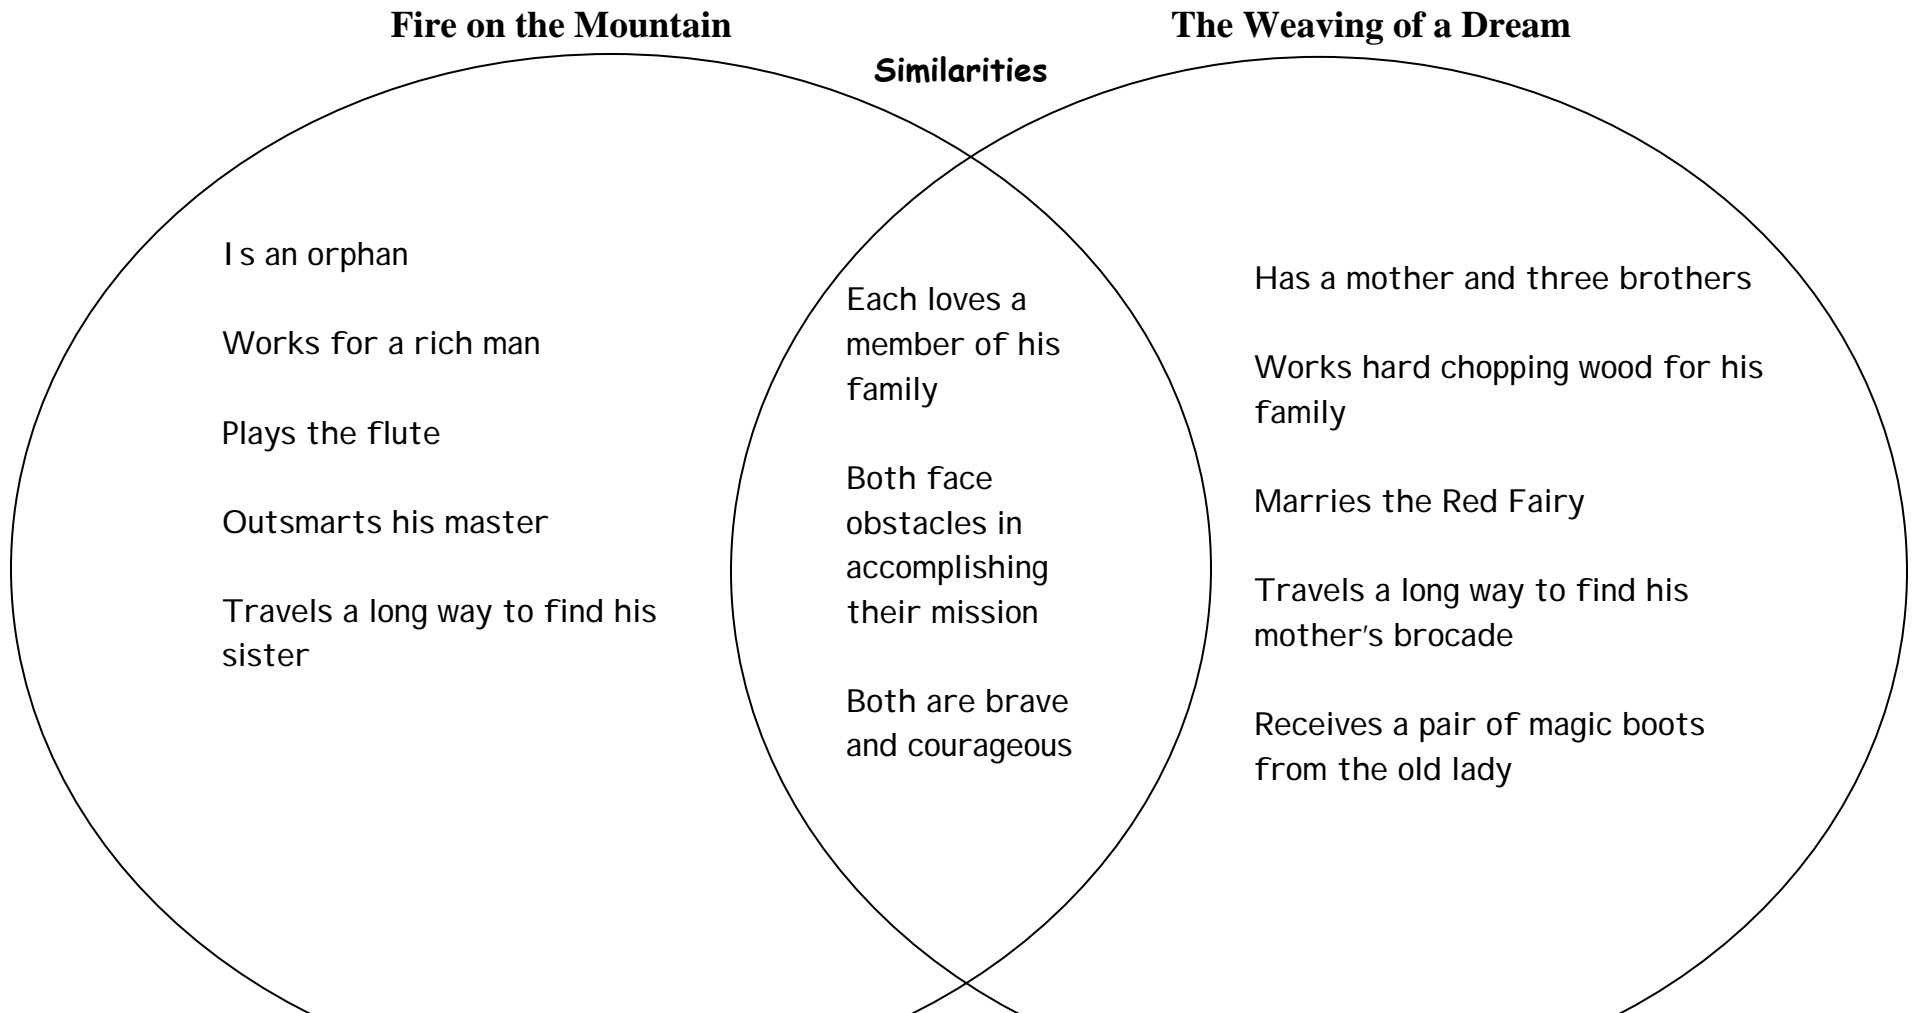 Fire on the Mountain
The Weaving of a Dream
Similarities
Is an orphan
Works for a rich man
Plays the flute
Outsmarts his master
Travels a long way to find his
sister
Each loves a
member of his
family
Both face
obstacles in
accomplishing
their mission
Both are brave
and courageous
Has a mother and three brothers
Works hard chopping wood for his
family
Marries the Red Fairy
Travels a long way to find his
mother's brocade
Receives a pair of magic boots
from the old lady